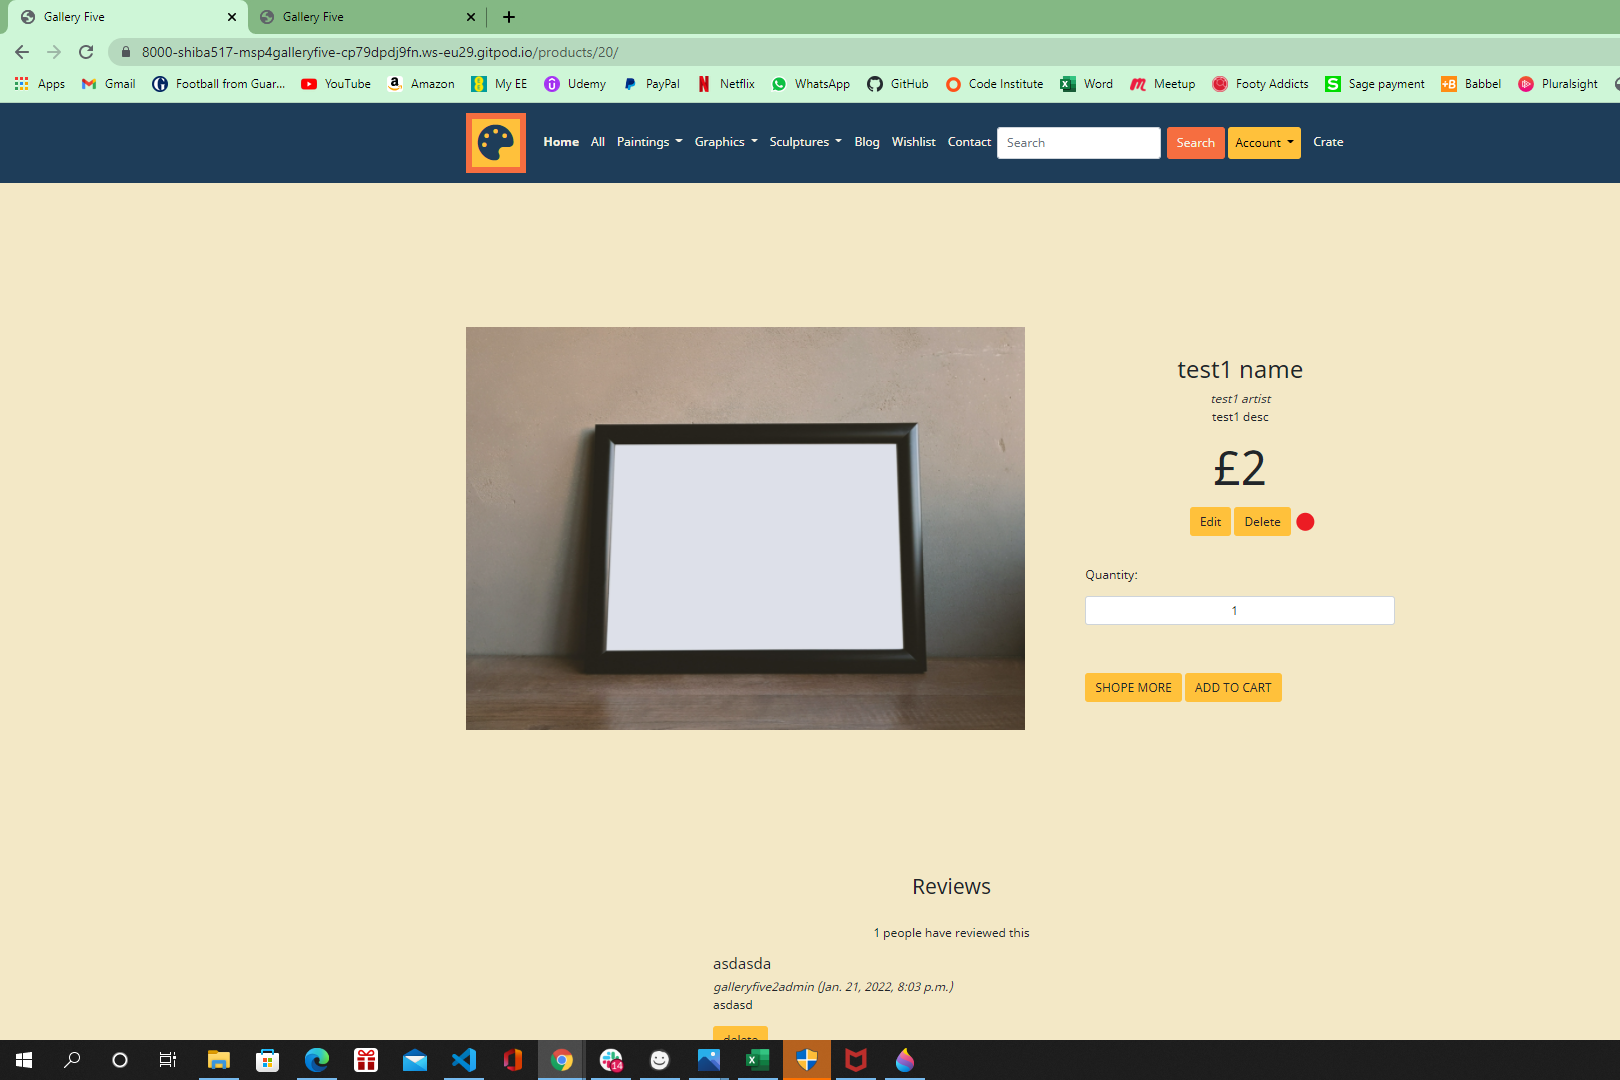 Gallery Five
Gallery Five
8000-shiba517-msp4galleryfive-cp79dpdj9fn.ws-eu29.gitpod.io/products/20/
Apps Gmail Football from Guar... YouTube Amazon My EE Udemy PayPal Netflix WhatsApp GitHub Code Institute Word Meetup Footy Addicts Sage payment Babbel Pluralsight
Home All Paintings Graphics Sculptures Blog Wishlist Contact Search Search Account Crate
test1 name
test1 artist
test1 desc
£2
Edit Delete
Quantity:
1
SHOPE MORE ADD TO CART
Reviews
1 people have reviewed this
asdasda
galleryfive2admin (Jan. 21, 2022, 8:03 p.m.)
asdasd
delete
14